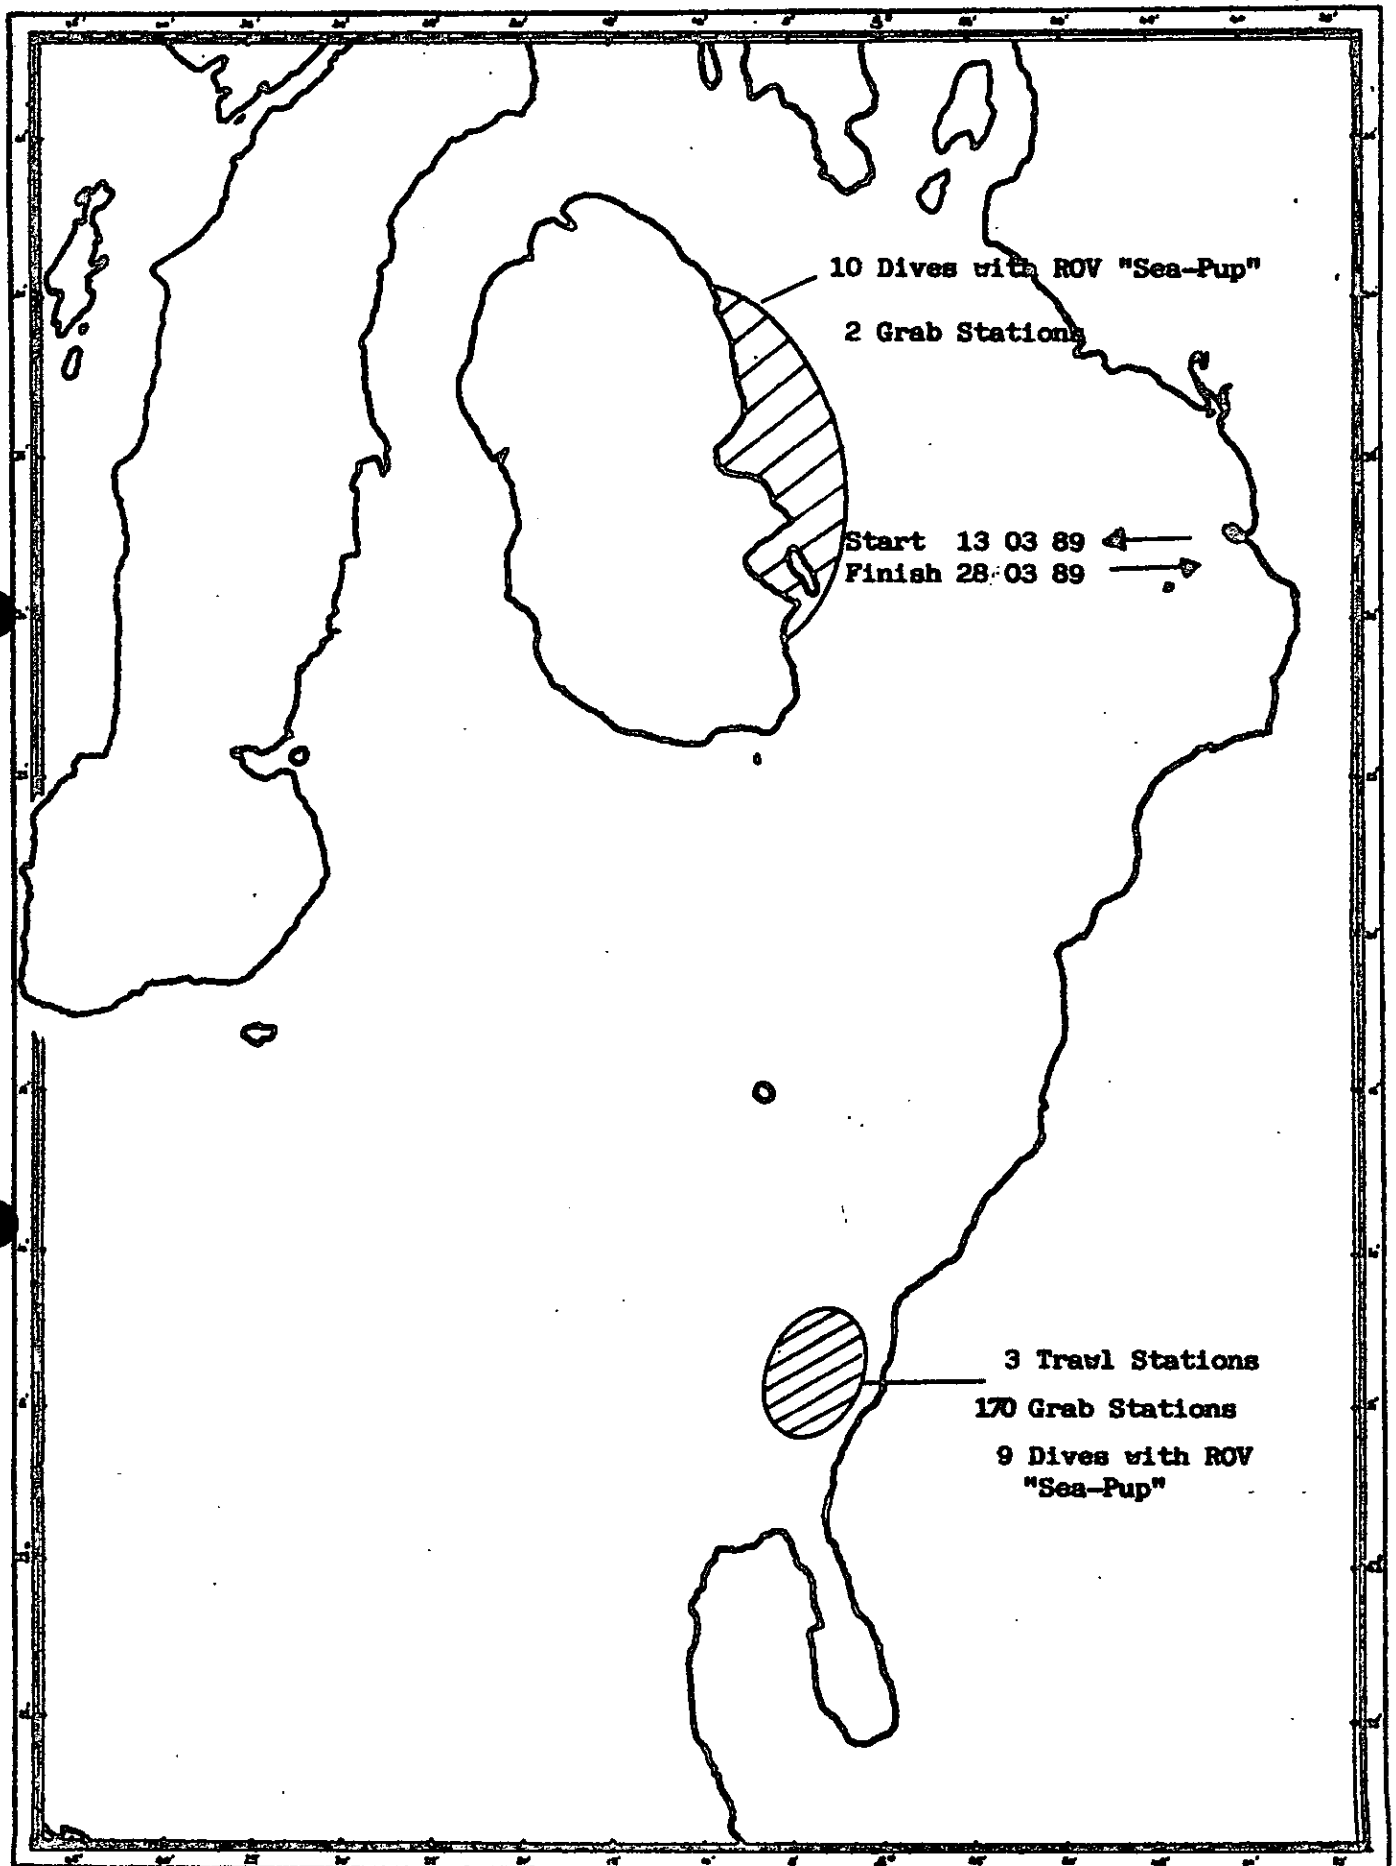 10 Dives with ROV "Sea-Pup"
2 Grab Stations
Start 13 03 89
Finish 28 03 89
3 Trawl Stations
170 Grab Stations
9 Dives with ROV
"Sea-Pup"